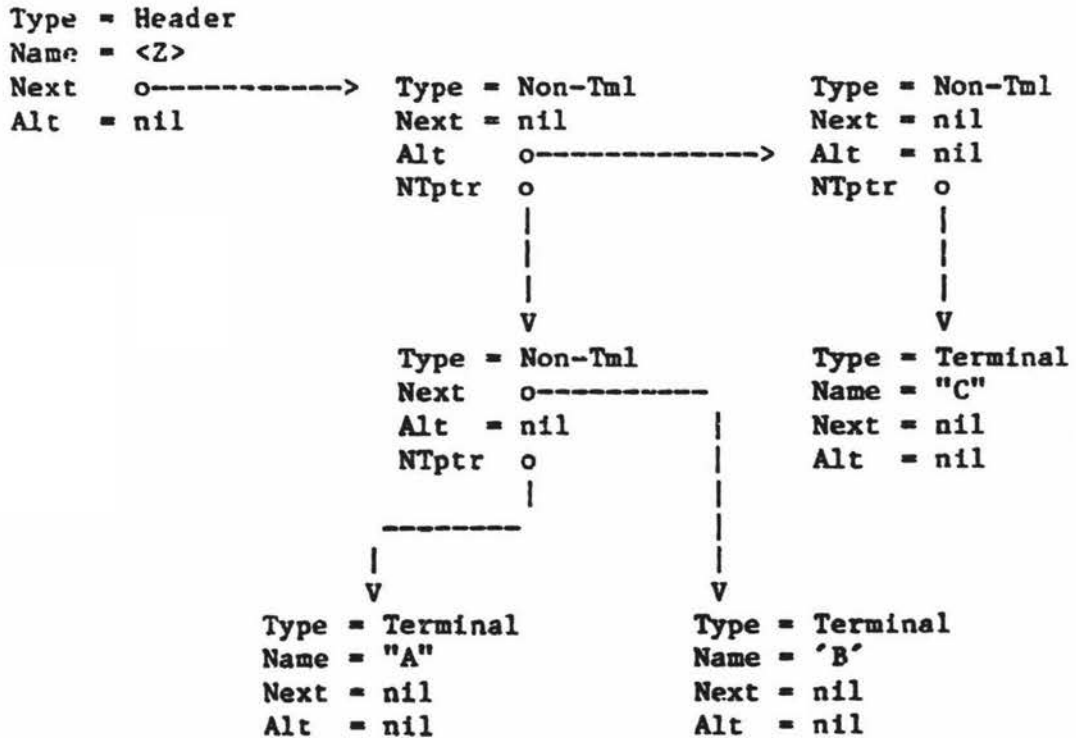 Type = Header
Name = <Z>
Next o-----------> Type = Non-Tml Type = Non-Tml
Alt = nil Next = nil Next = nil
Alt o--------------> Alt = nil
NTptr o NTptr o
V V
Type = Non-Tml Type = Terminal
Next o----------- Name = "C"
Alt = nil Next = nil
NTptr o Alt = nil
V V
Type = Terminal Type = Terminal
Name = "A" Name = ´B´
Next = nil Next = nil
Alt = nil Alt = nil